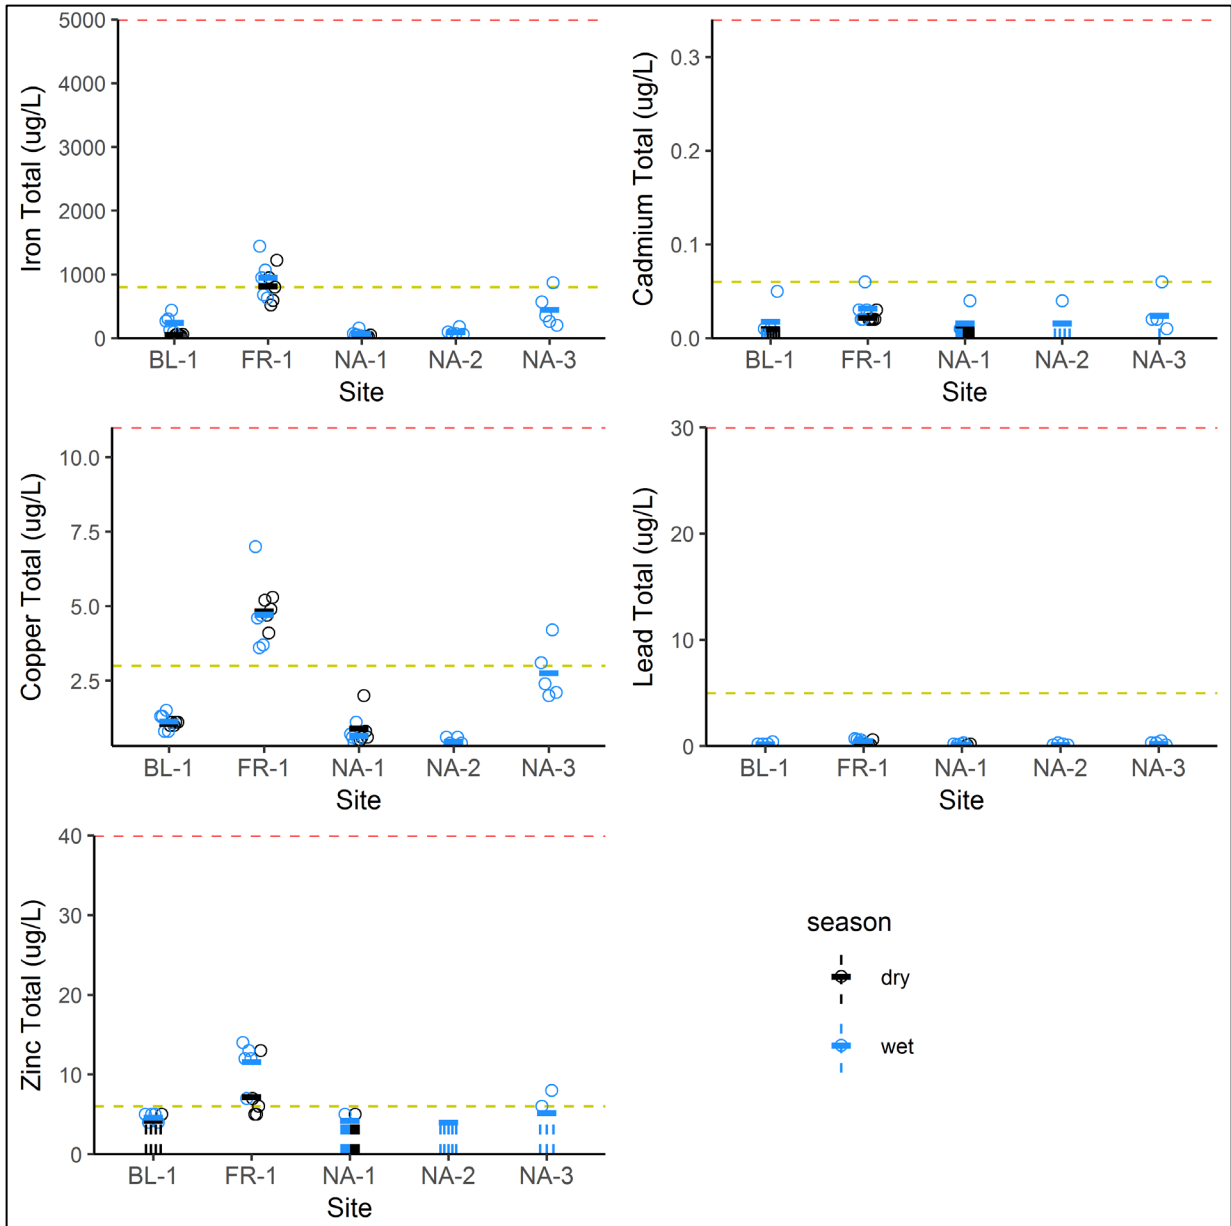 Iron Total (ug/L)
5000
4000
3000
2000
1000
0
BL-1 FR-1 NA-1 NA-2 NA-3
Site
Cadmium Total (ug/L)
0.3
0.2
0.1
0.0
BL-1 FR-1 NA-1 NA-2 NA-3
Site
Copper Total (ug/L)
10.0
7.5
5.0
2.5
BL-1 FR-1 NA-1 NA-2 NA-3
Site
Lead Total (ug/L)
30
20
10
0
BL-1 FR-1 NA-1 NA-2 NA-3
Site
Zinc Total (ug/L)
40
30
20
10
0
BL-1 FR-1 NA-1 NA-2 NA-3
Site
season
dry
wet